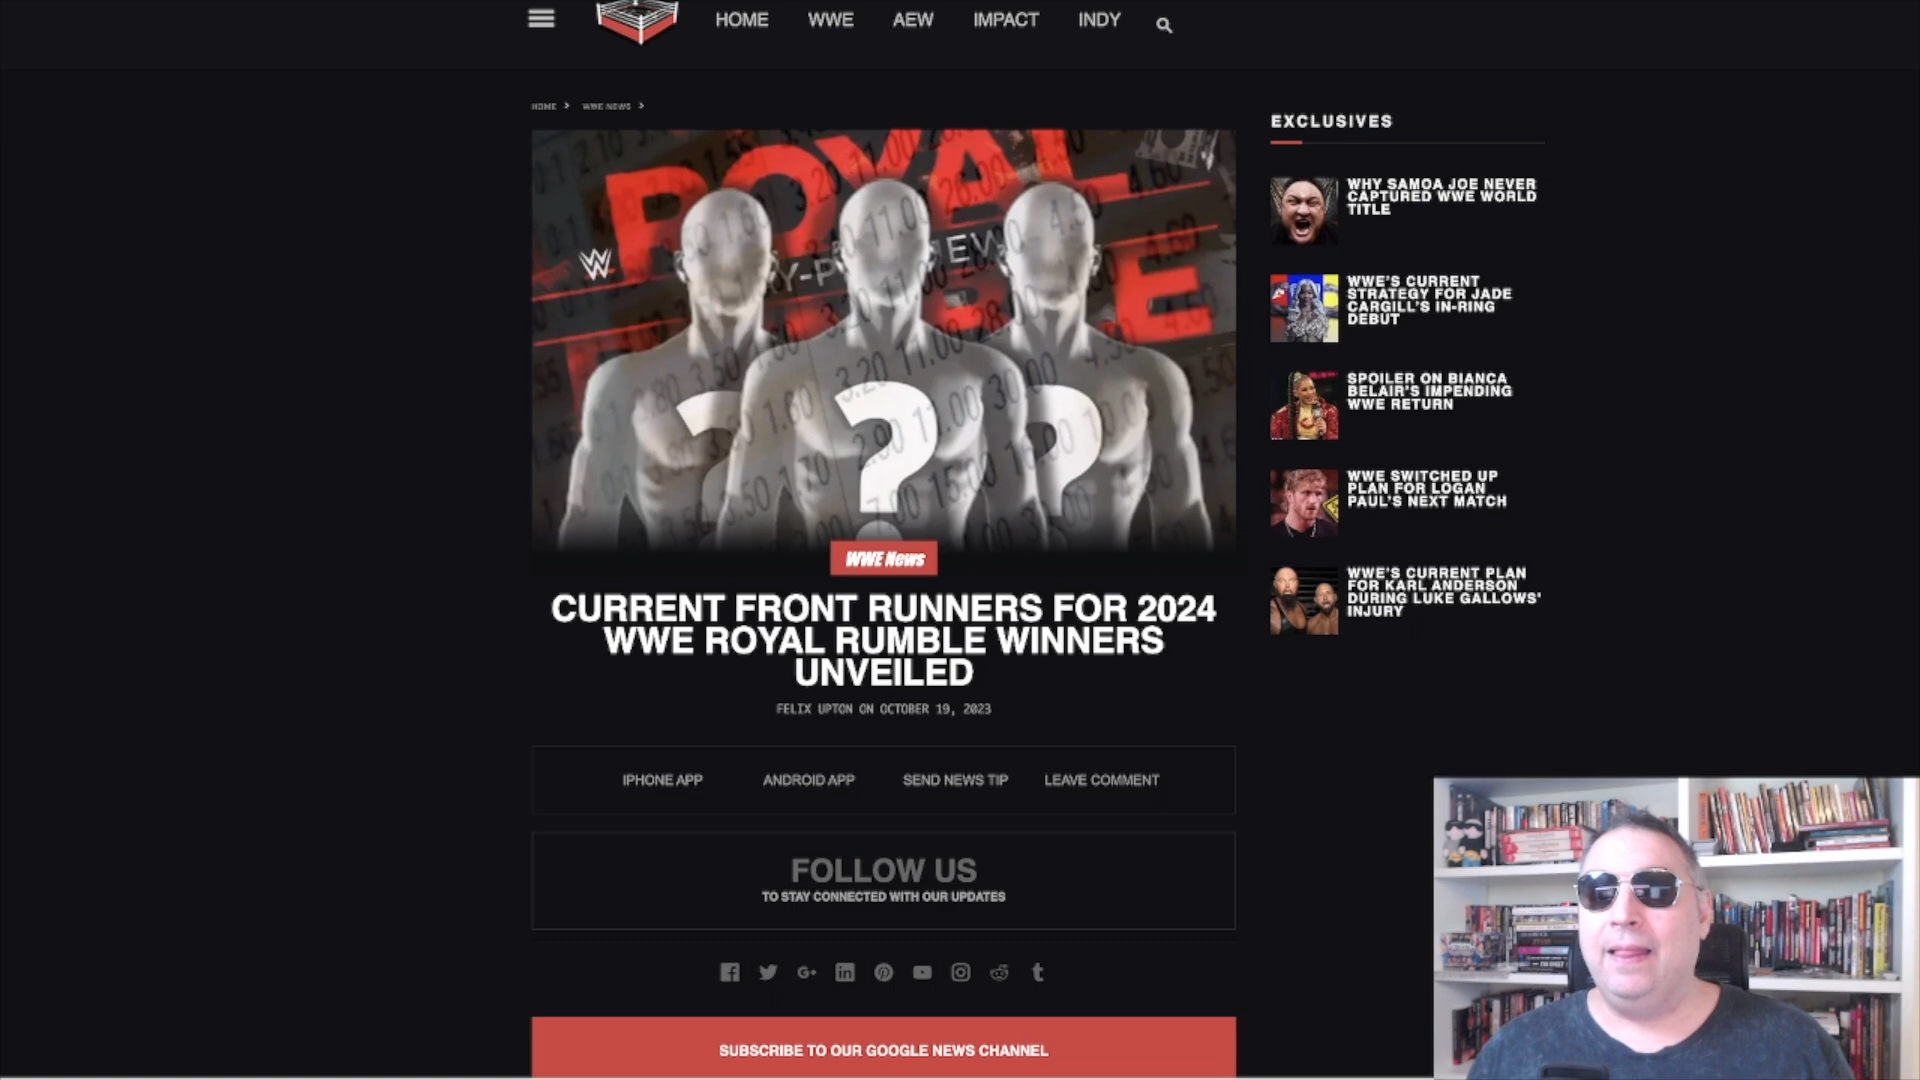 HOME WWE AEW IMPACT INDY
HOME > WWE NEWS >
ROYAL
W
WWE News
CURRENT FRONT RUNNERS FOR 2024
WWE ROYAL RUMBLE WINNERS
UNVEILED
FELIX UPTON ON OCTOBER 19, 2023
IPHONE APP ANDROID APP SEND NEWS TIP LEAVE COMMENT
FOLLOW US
TO STAY CONNECTED WITH OUR UPDATES
SUBSCRIBE TO OUR GOOGLE NEWS CHANNEL
EXCLUSIVES
WHY SAMOA JOE NEVER
CAPTURED WWE WORLD
TITLE
WWE'S CURRENT
STRATEGY FOR JADE
CARGILL'S IN-RING
DEBUT
SPOILER ON BIANCA
BELAIR'S IMPENDING
WWE RETURN
WWE SWITCHED UP
PLAN FOR LOGAN
PAUL'S NEXT MATCH
WWE'S CURRENT PLAN
FOR KARL ANDERSON
DURING LUKE GALLOWS'
INJURY